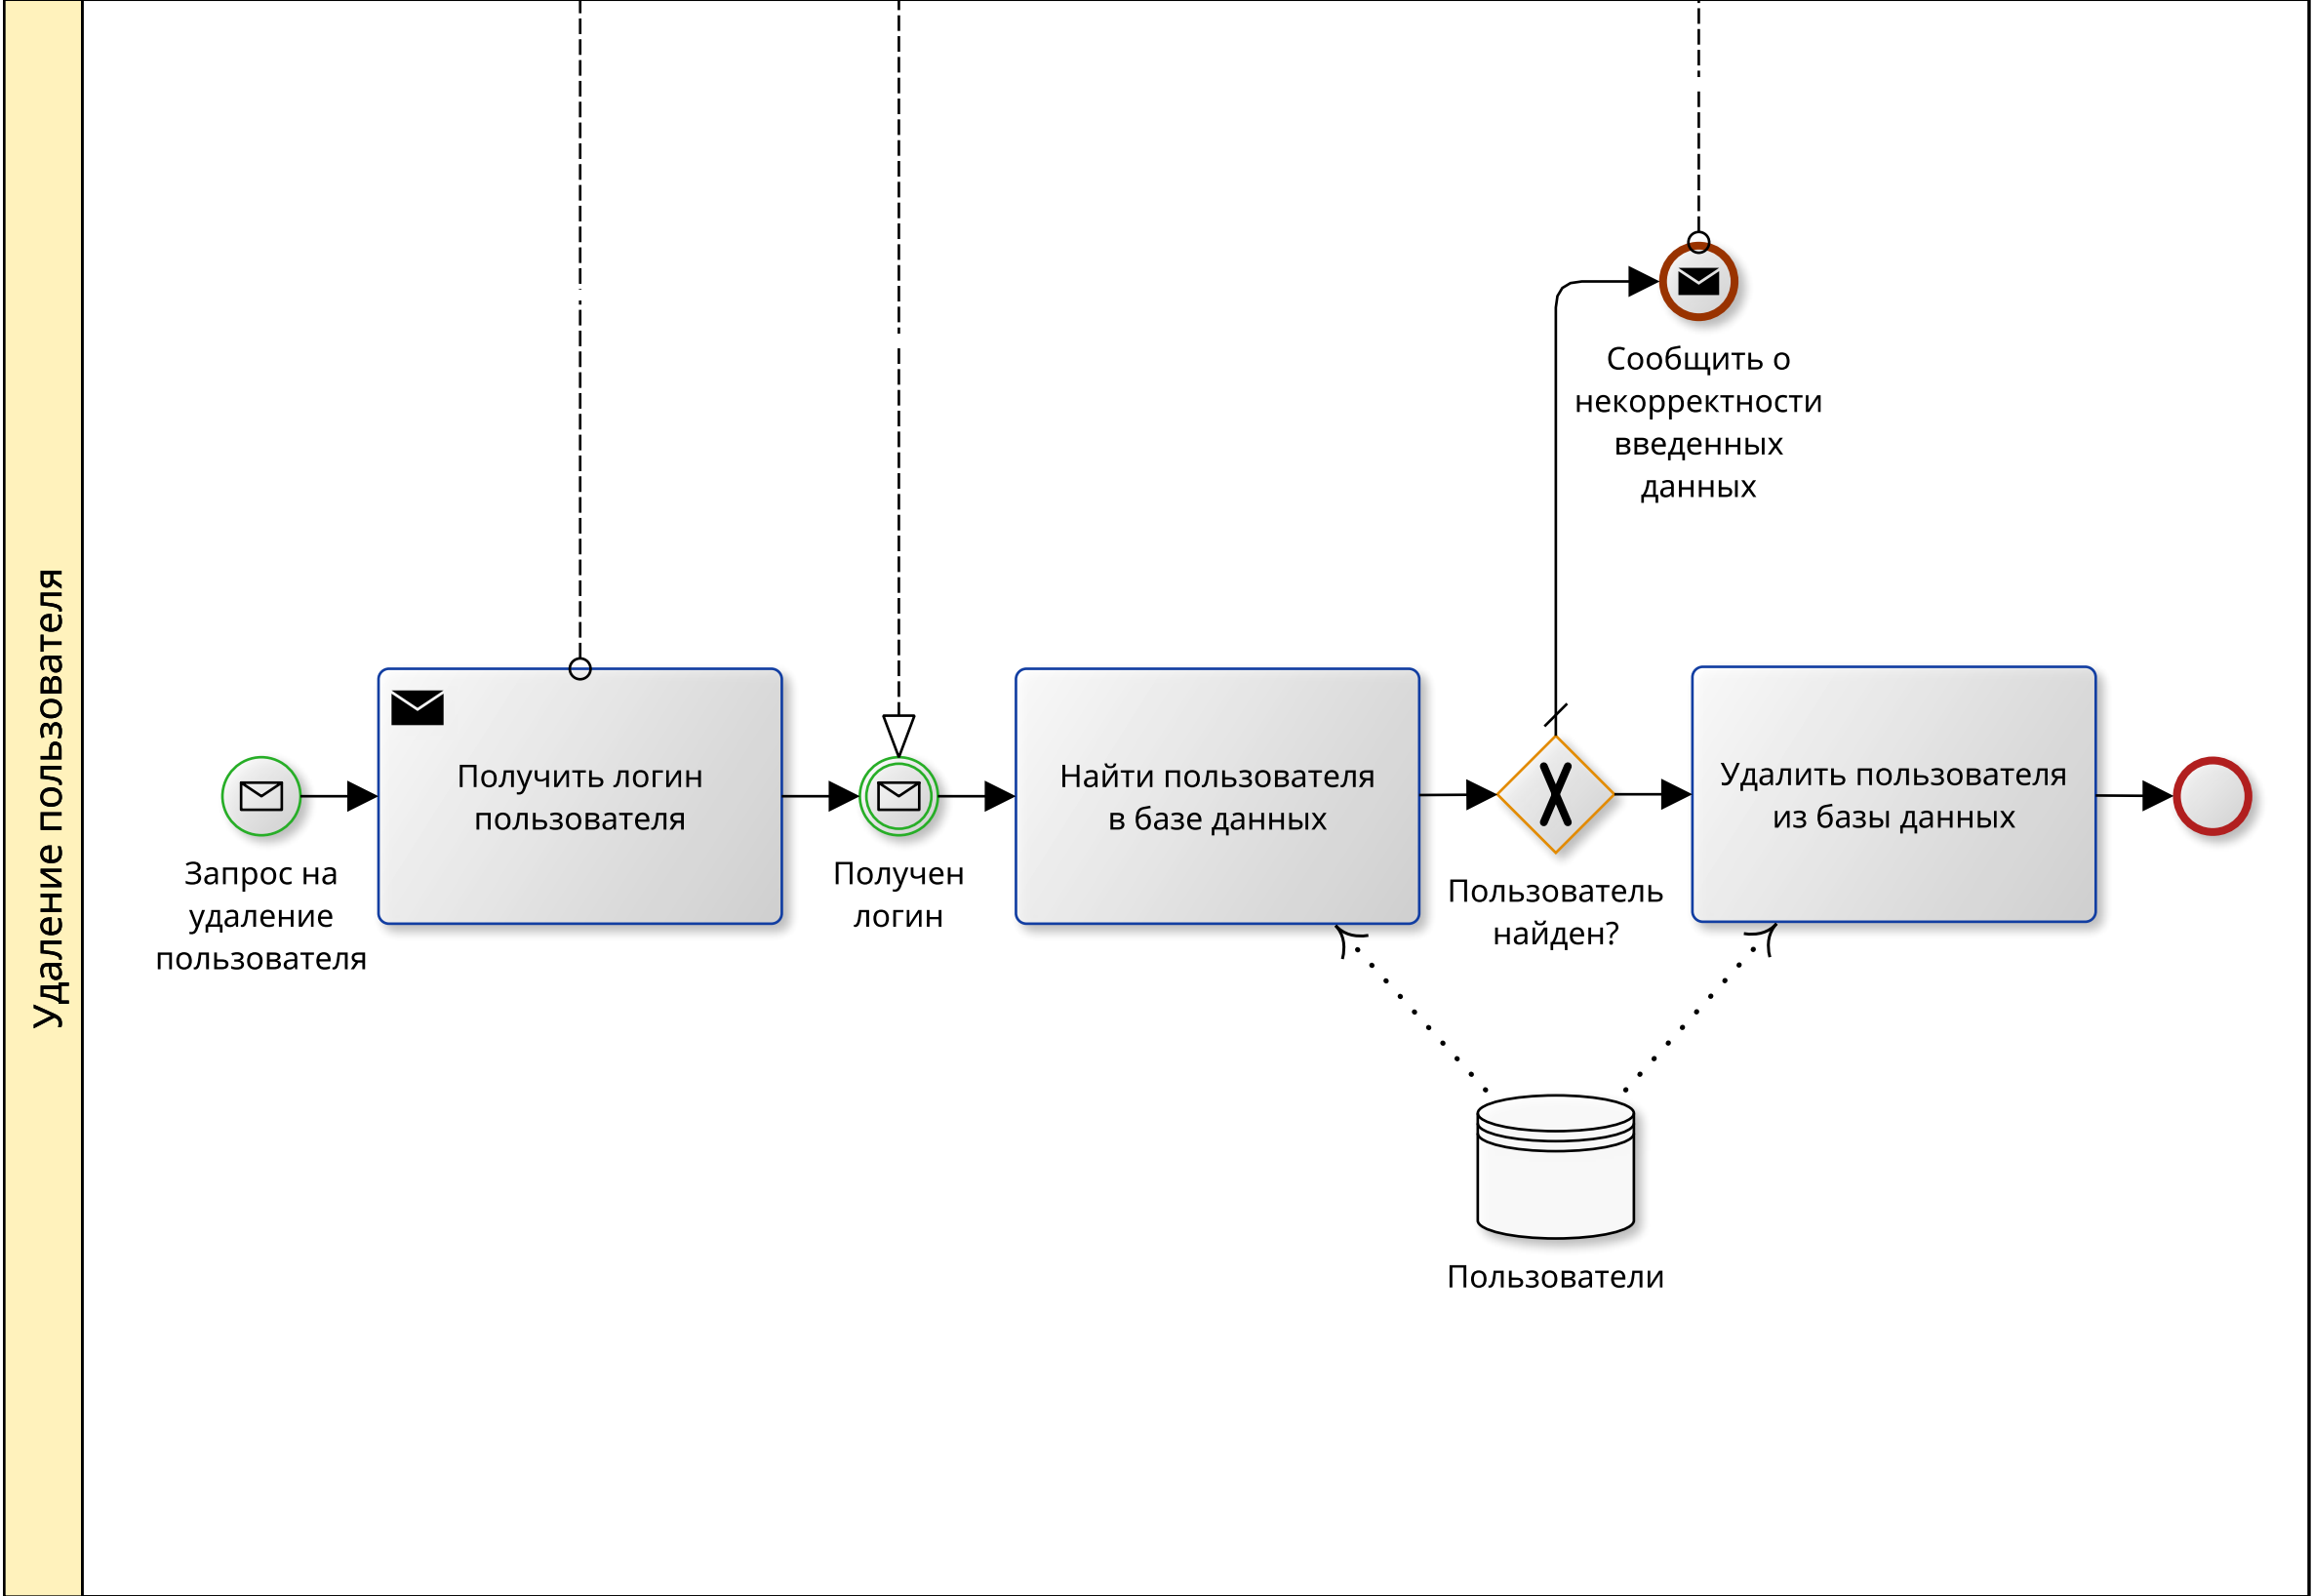 Удаление пользователя
Запрос на
удаление
пользователя
Получить логин
пользователя
Получен
логин
Найти пользователя
в базе данных
Пользователь
найден?
Сообщить о
некорректности
введенных
данных
Удалить пользователя
из базы данных
Пользователи